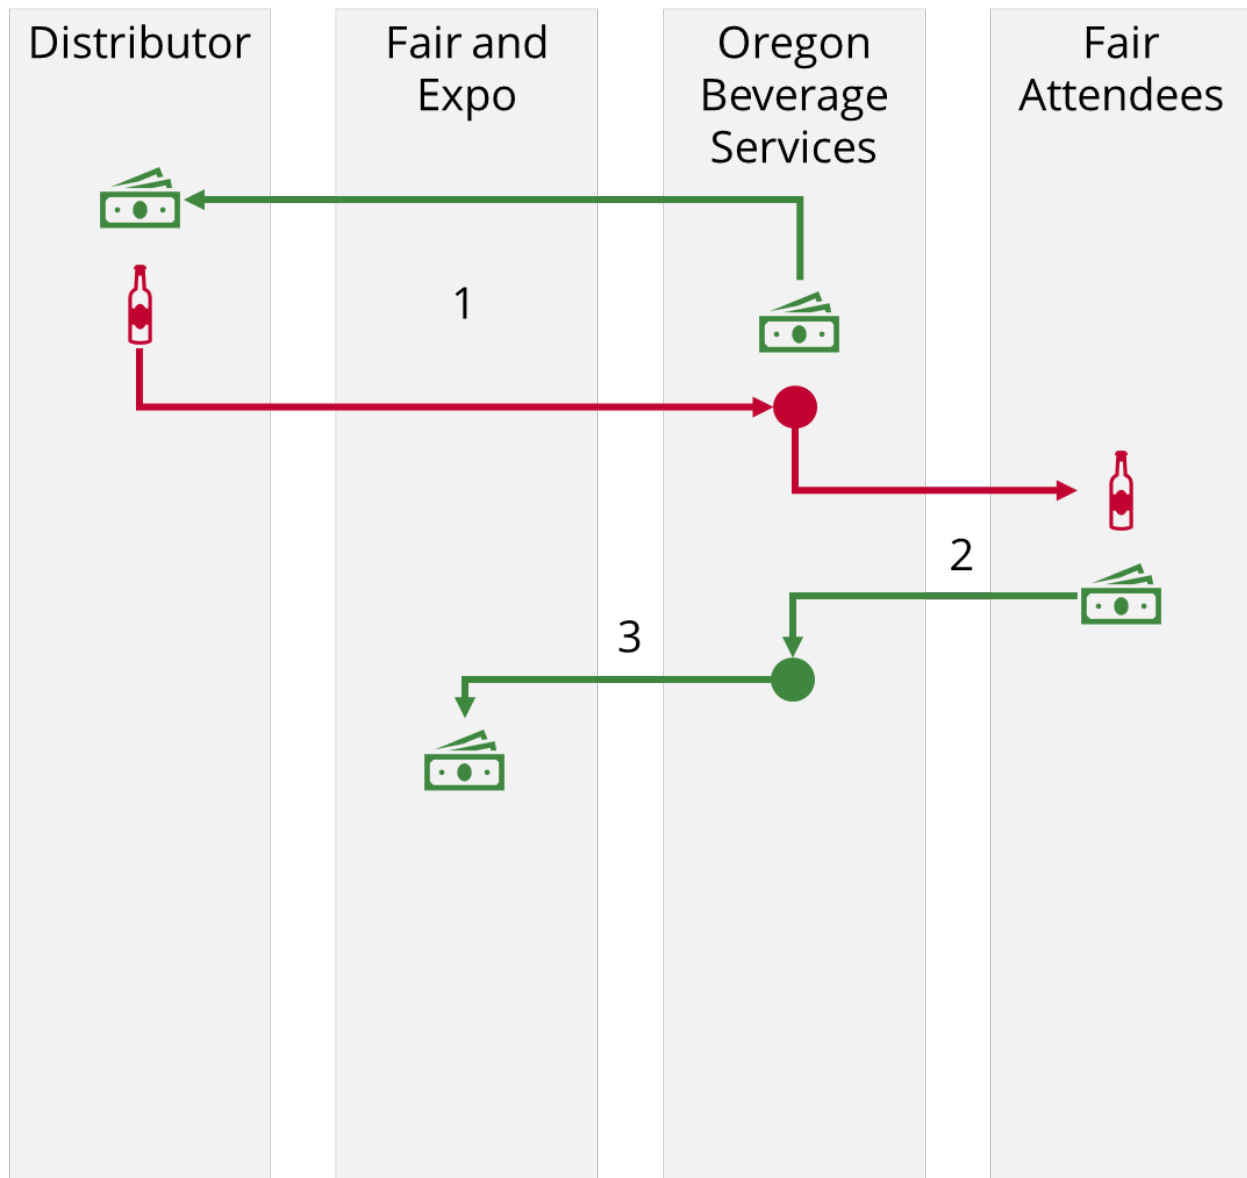 Distributor
Fair and
Expo
Oregon
Beverage
Services
Fair
Attendees
1
2
3